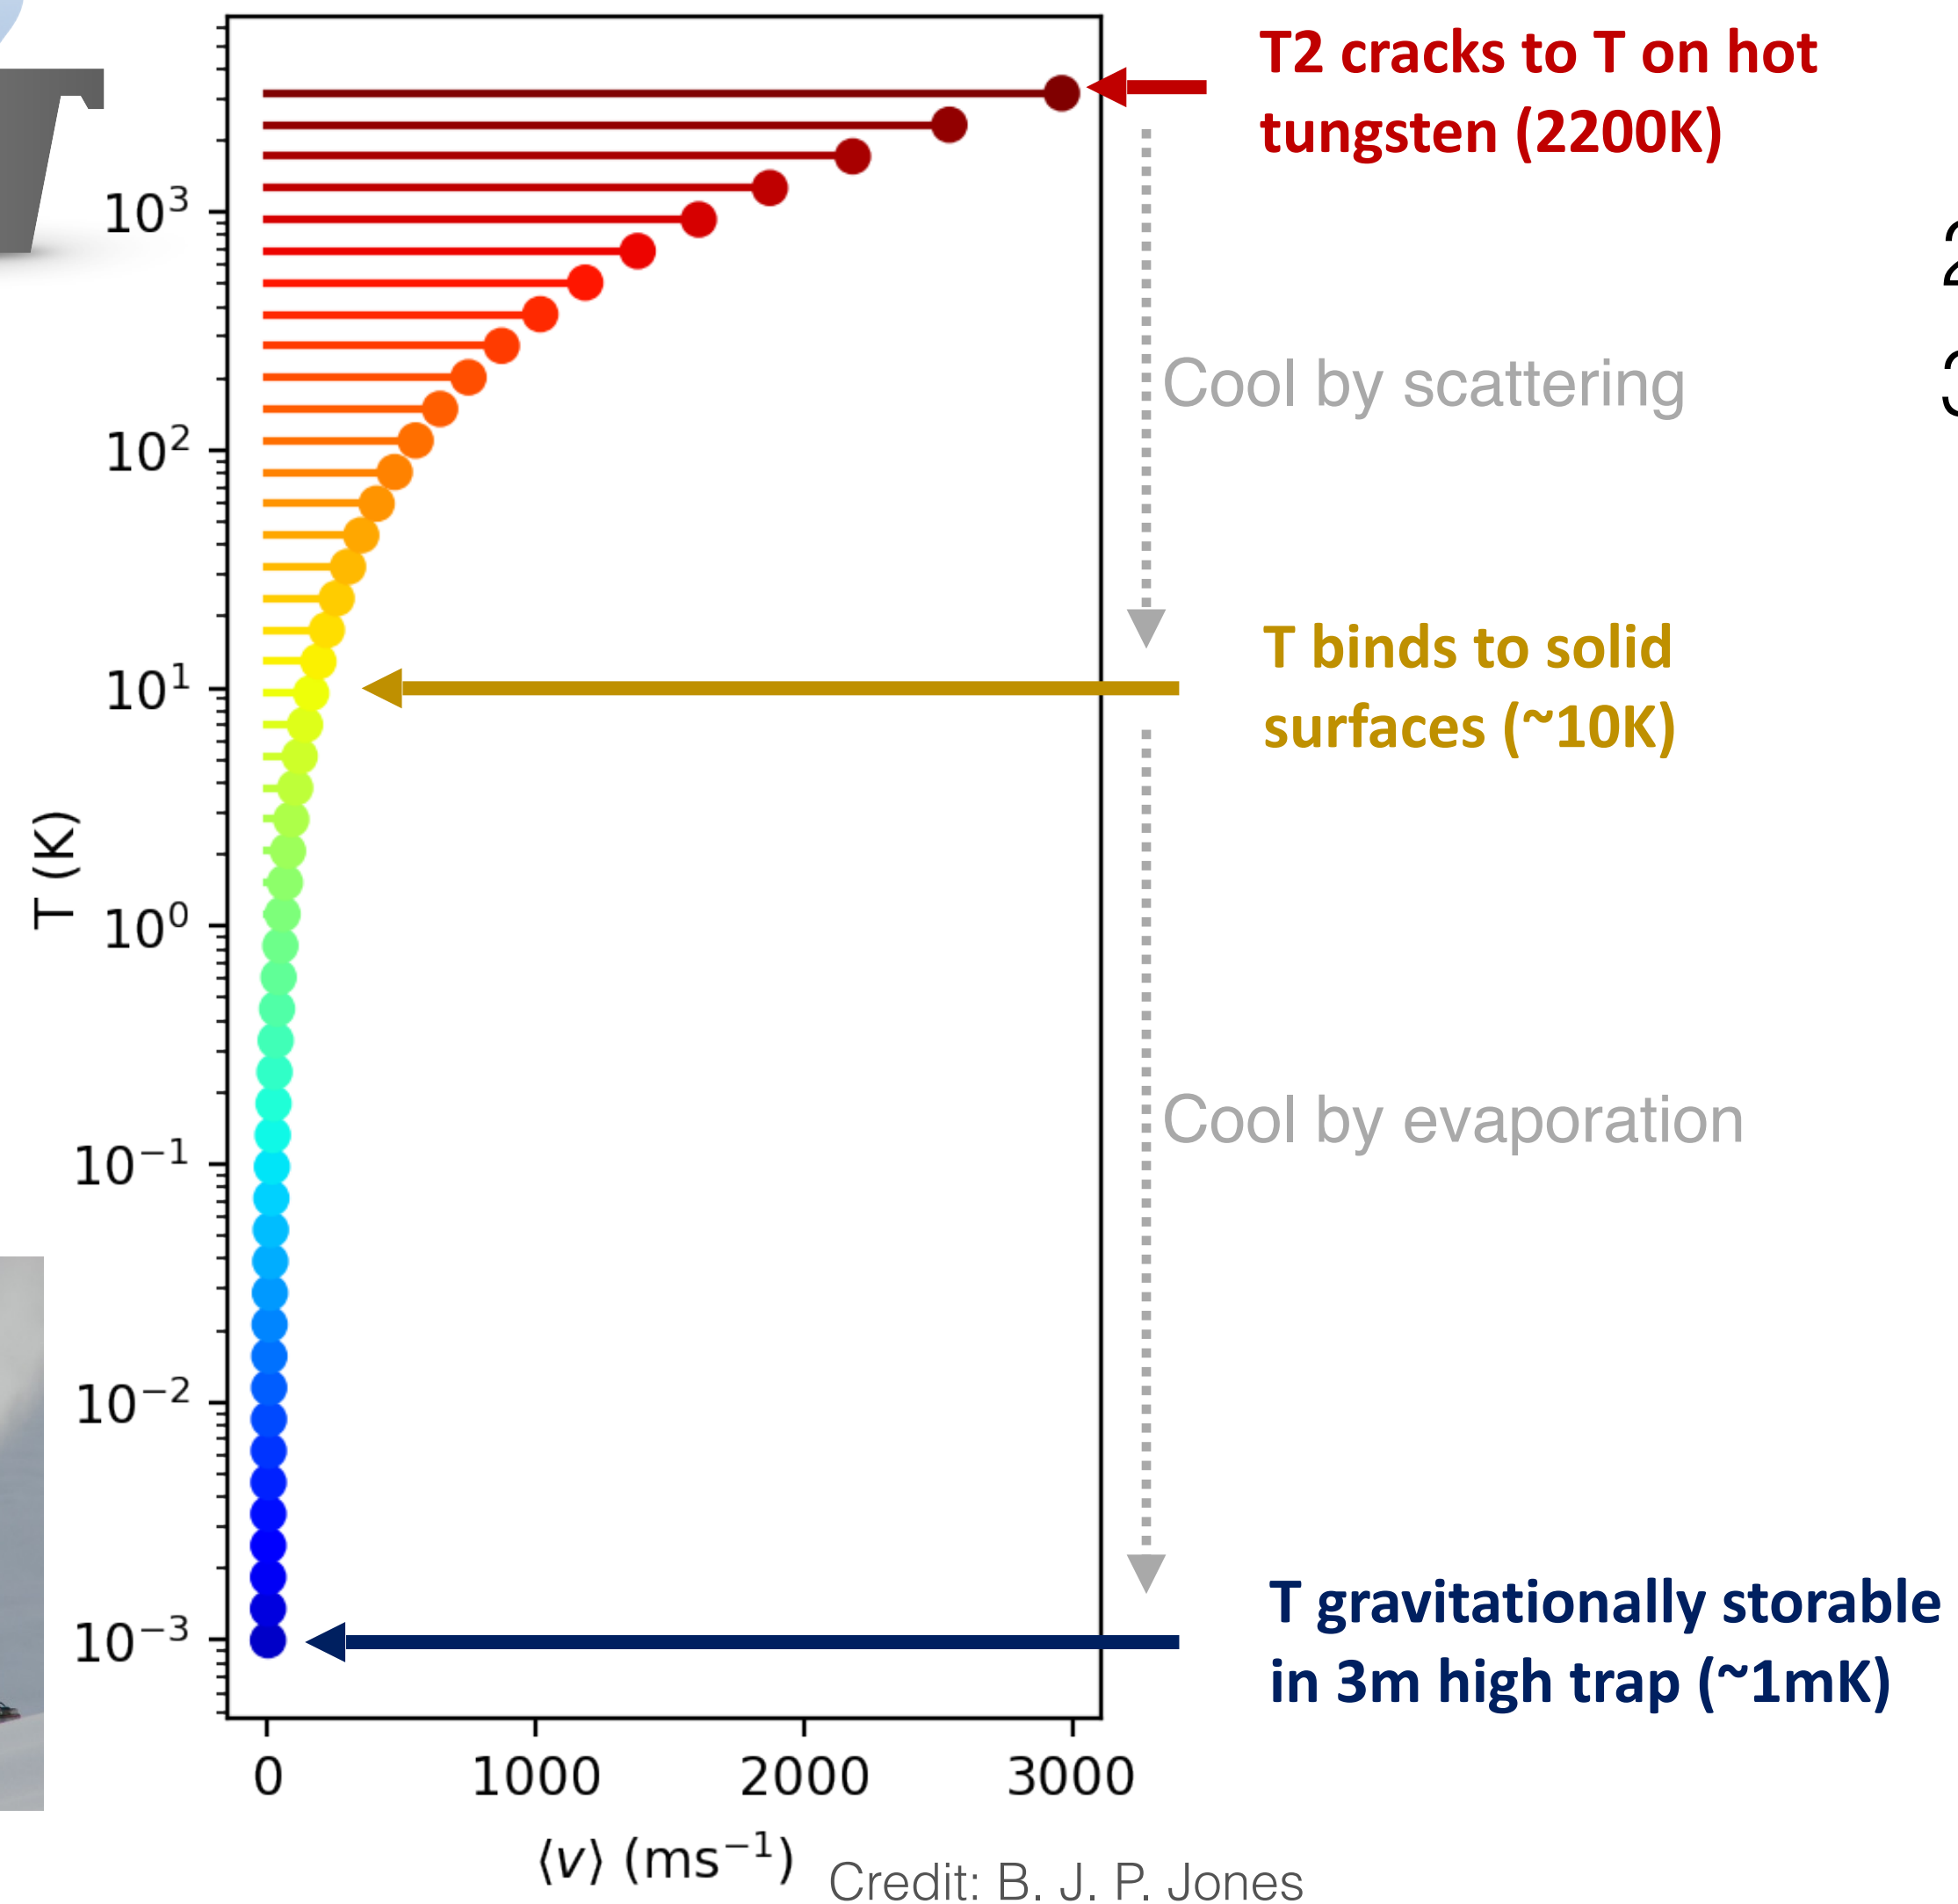 T
T2 cracks to T on hot
tungsten (2200K)
10³
Cool by scattering
10²
T binds to solid
surfaces (~10K)
10¹
T (K)
10⁰
Cool by evaporation
10⁻¹
10⁻²
T gravitationally storable
in 3m high trap (~1mK)
10⁻³
0 1000 2000 3000
⟨v⟩ (ms⁻¹)
Credit: B. J. P. Jones